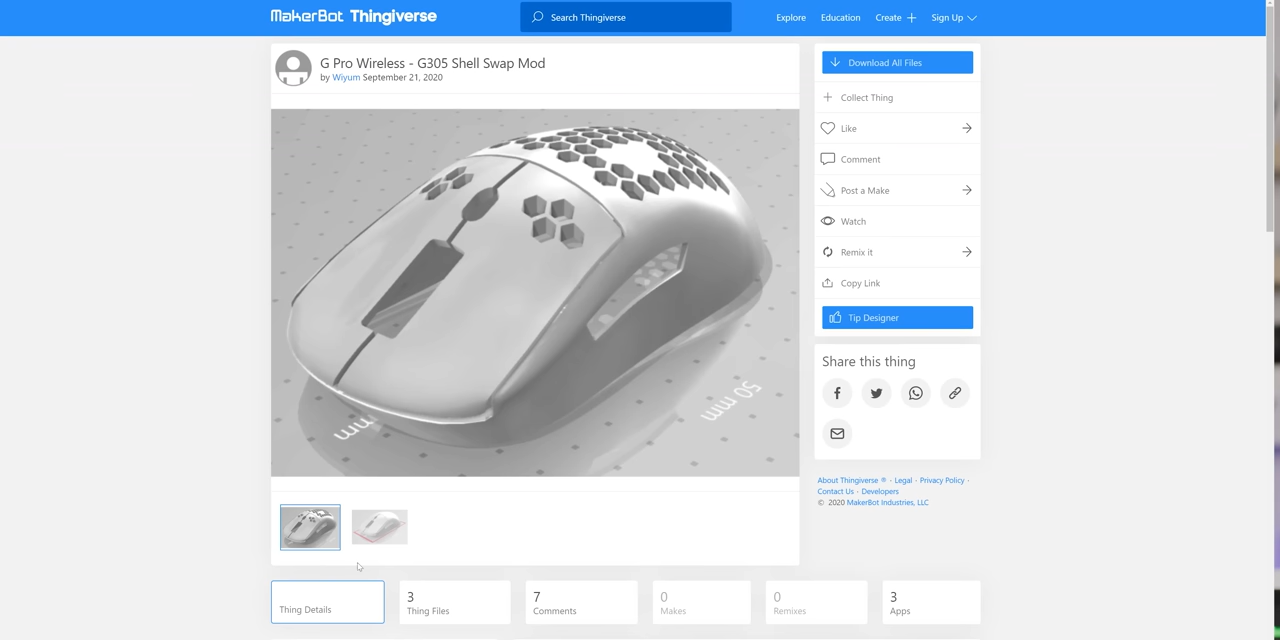 MakerBot Thingiverse
Search Thingiverse
Explore
Education
Create
Sign Up
G Pro Wireless - G305 Shell Swap Mod
by Wiyum September 21, 2020
mm
50 mm
Download All Files
Collect Thing
Like
Comment
Post a Make
Watch
Remix it
Copy Link
Tip Designer
Share this thing
About Thingiverse ® · Legal · Privacy Policy ·
Contact Us · Developers
© 2020 MakerBot Industries, LLC
Thing Details
3
Thing Files
7
Comments
0
Makes
0
Remixes
3
Apps